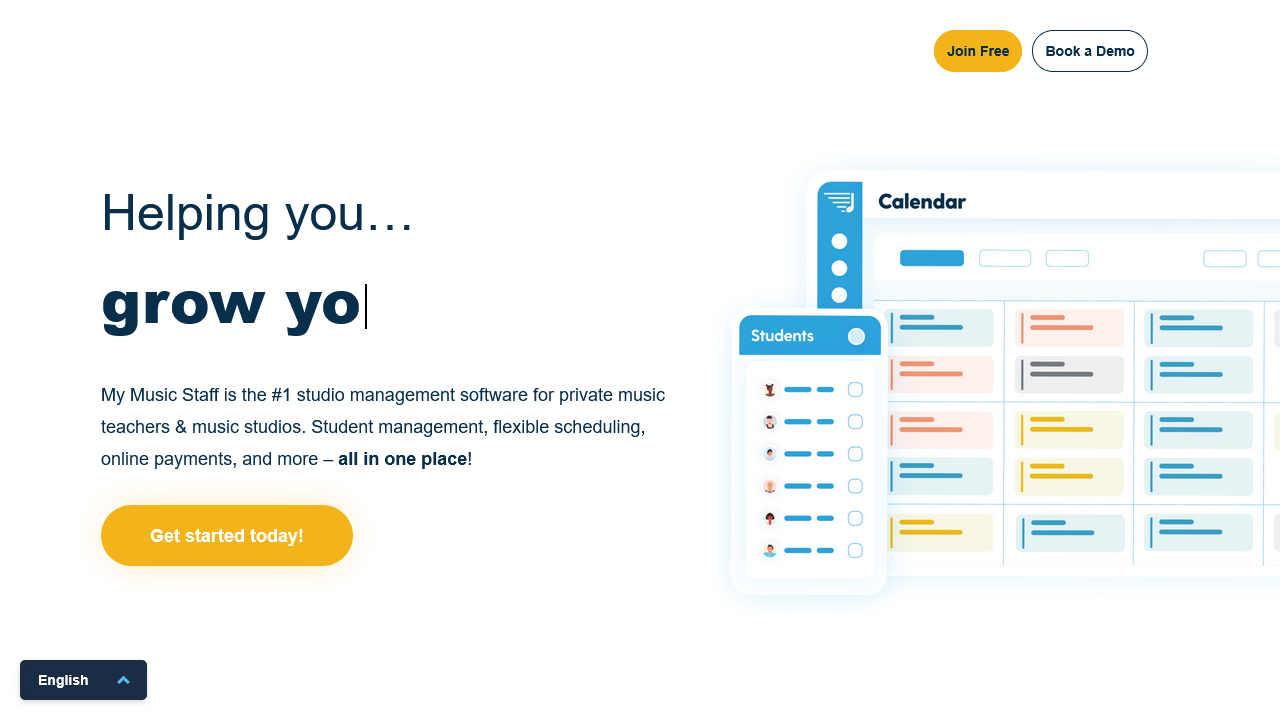 Join Free
Book a Demo
Helping you…
grow yo
My Music Staff is the #1 studio management software for private music
teachers & music studios. Student management, flexible scheduling,
online payments, and more – all in one place!
Get started today!
Calendar
Students
English